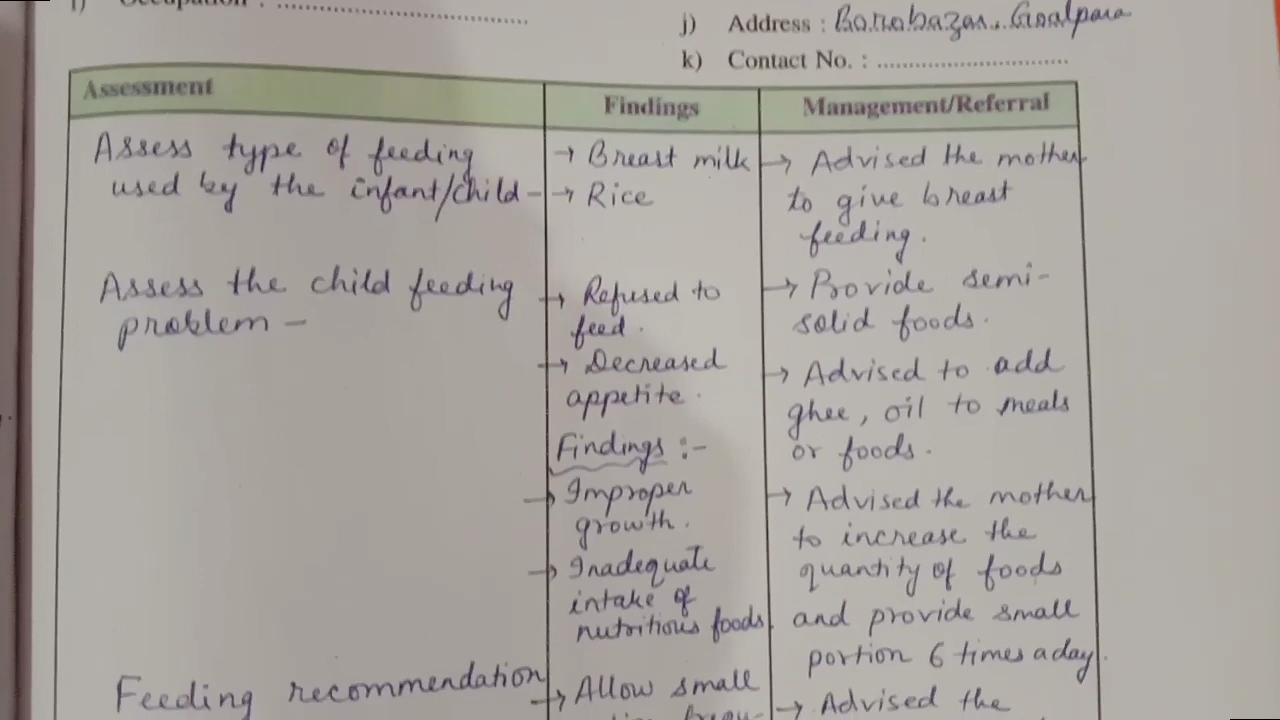 j) Address : Borobazar, Goalpara
k) Contact No. : ..............................
Assessment
Findings
Management/Referral
Assess type of feeding
used by the infant/child -
→ Breast milk
→ Rice
→ Advised the mother
to give breast
feeding.
Assess the child feeding
problem -
→ Refused to
feed.
→ Decreased
appetite.
Findings :-
→ Improper
growth.
→ Inadequate
intake of
nutritious foods
→ Provide semi-
solid foods.
→ Advised to add
ghee, oil to meals
or foods.
→ Advised the mother
to increase the
quantity of foods
and provide small
portion 6 times a day.
Feeding recommendation
→ Allow small
→ Advised the